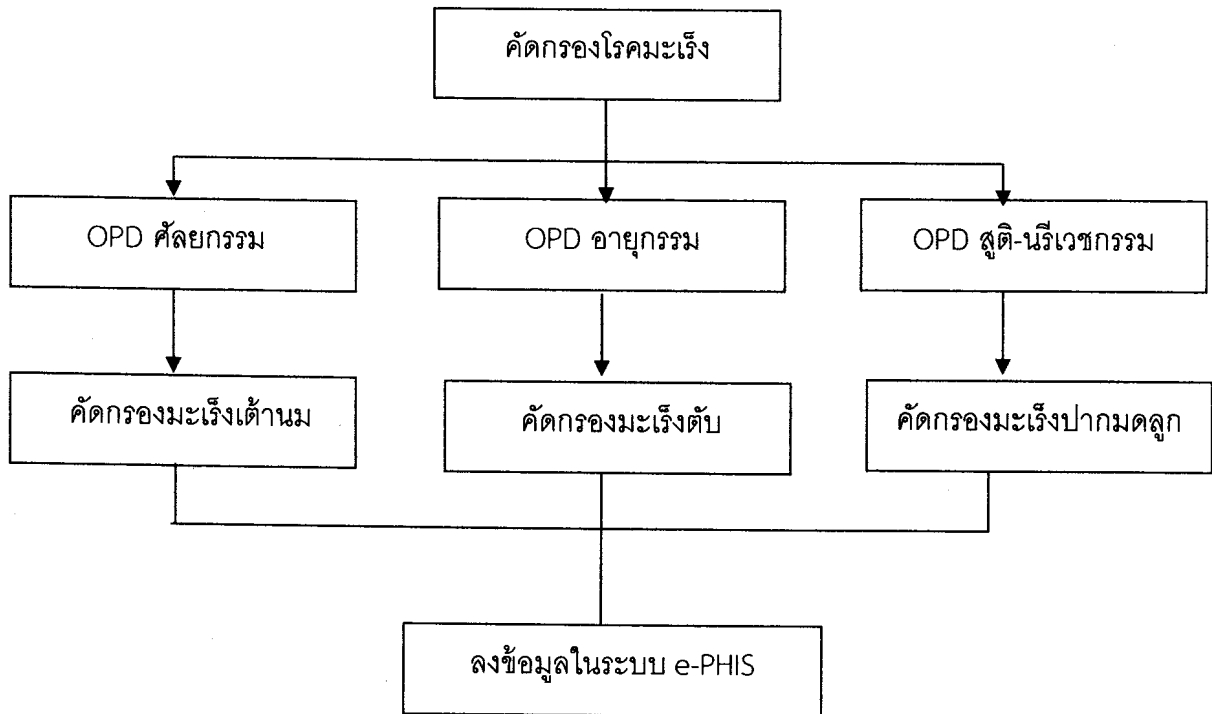 คัดกรองโรคมะเร็ง
OPD ศัลยกรรม
OPD อายุกรรม
OPD สูติ-นรีเวชกรรม
คัดกรองมะเร็งเต้านม
คัดกรองมะเร็งตับ
คัดกรองมะเร็งปากมดลูก
ลงข้อมูลในระบบ e-PHIS